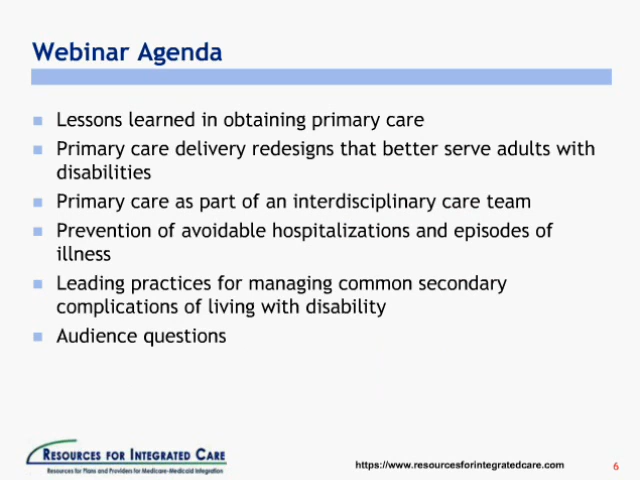 Webinar Agenda
Lessons learned in obtaining primary care
Primary care delivery redesigns that better serve adults with
disabilities
Primary care as part of an interdisciplinary care team
Prevention of avoidable hospitalizations and episodes of
illness
Leading practices for managing common secondary
complications of living with disability
Audience questions
RESOURCES FOR INTEGRATED CARE
Resources for Plans and Providers for Medicare-Medicaid Integration
https://www.resourcesforintegratedcare.com
6